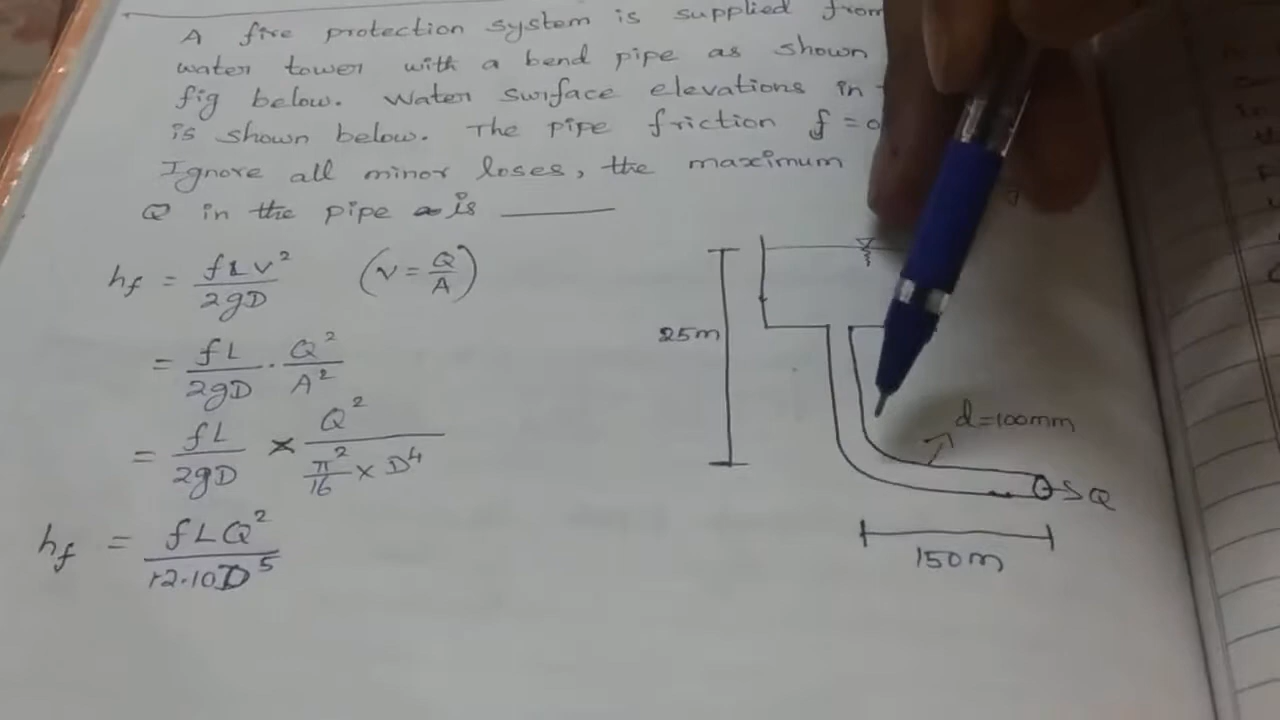 A fire protection system is supplied from
water tower with a bend pipe as shown
fig below. Water surface elevations in
is shown below. The pipe friction f = 0
Ignore all minor loses, the maximum
Q in the pipe is ______
hf = fLv² / 2gD (v = Q/A)
= fL / 2gD · Q² / A²
= fL / 2gD × Q² / π²/16 × D⁴
hf = fLQ² / 12.10D⁵
25m
d=100mm
Q
150m